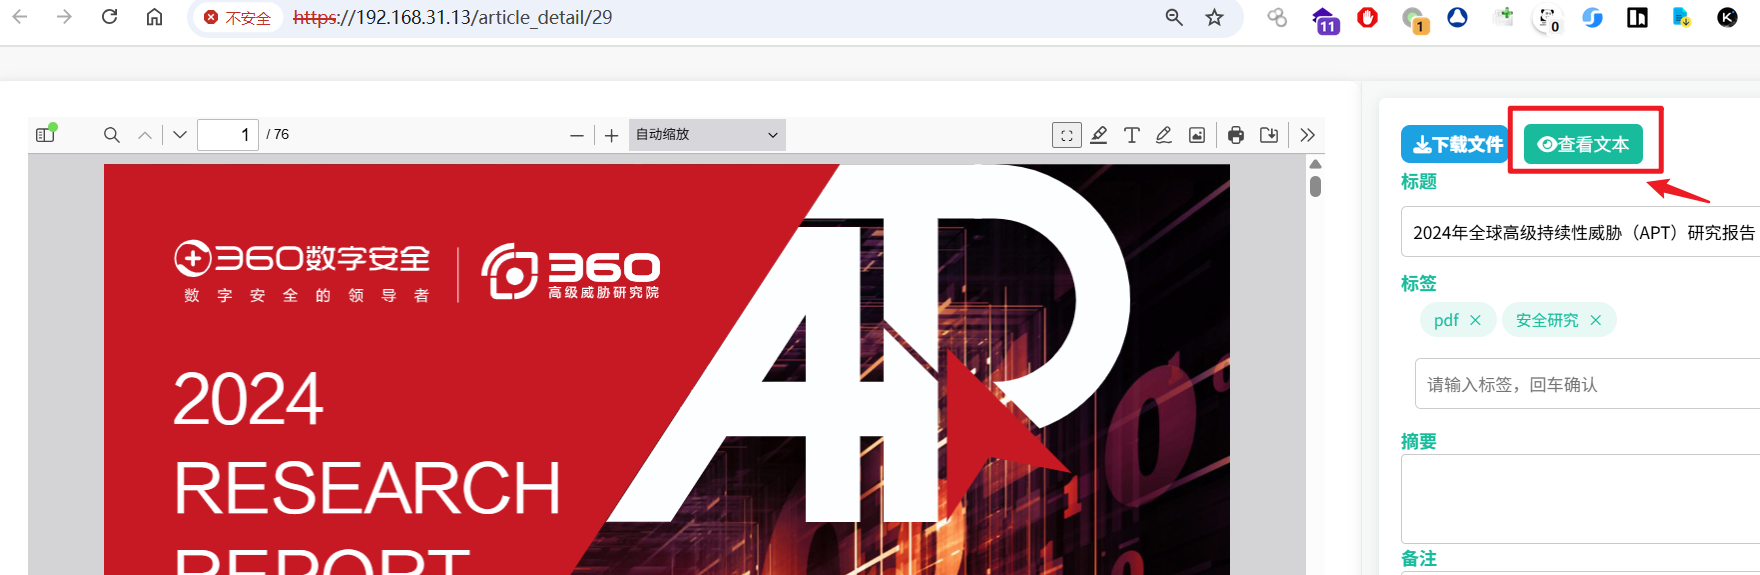 不安全
https://192.168.31.13/article_detail/29
11
1
0
K
1 / 76
自动缩放
下载文件
查看文本
标题
2024年全球高级持续性威胁（APT）研究报告
标签
pdf
安全研究
请输入标签，回车确认
摘要
备注
360数字安全
数字安全的领导者
360
高级威胁研究院
APT
2024
RESEARCH
REPORT